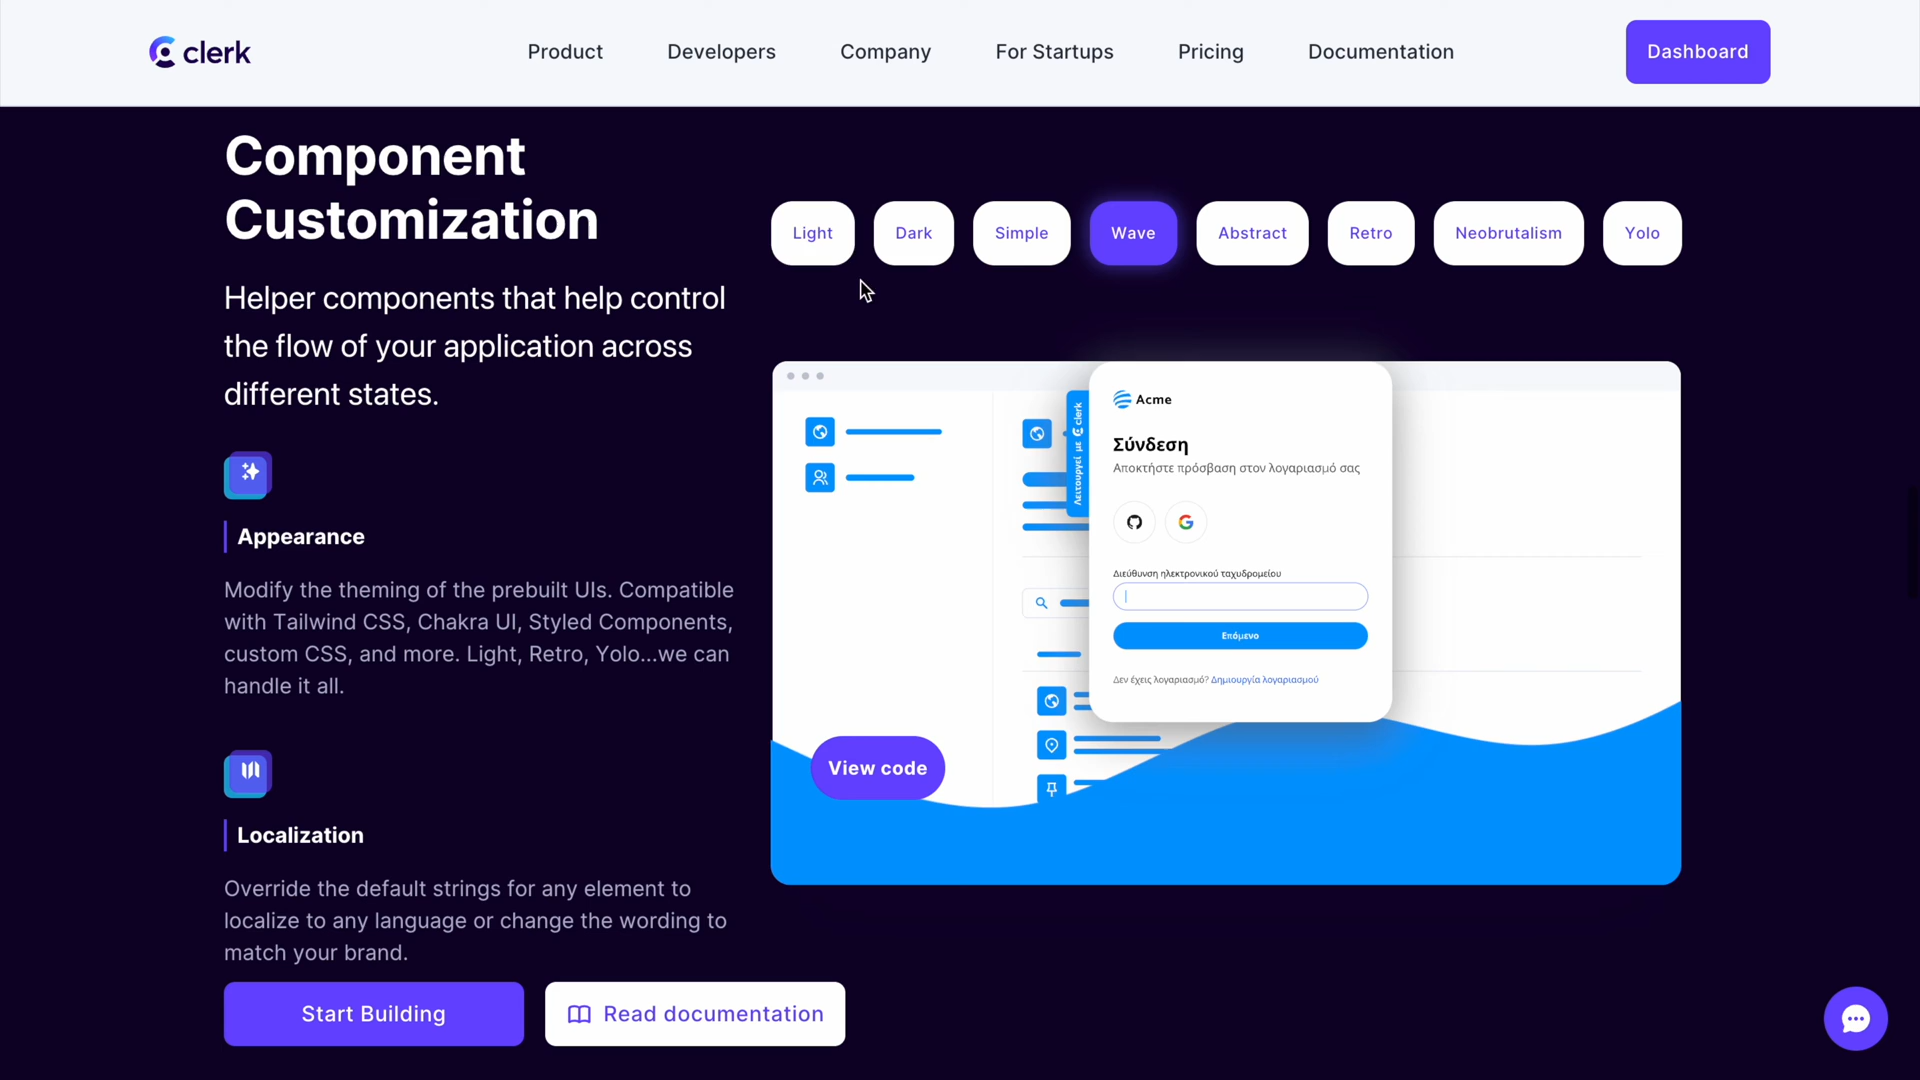 clerk
Product
Developers
Company
For Startups
Pricing
Documentation
Dashboard
Component
Customization
Helper components that help control
the flow of your application across
different states.
Appearance
Modify the theming of the prebuilt UIs. Compatible
with Tailwind CSS, Chakra UI, Styled Components,
custom CSS, and more. Light, Retro, Yolo...we can
handle it all.
Localization
Override the default strings for any element to
localize to any language or change the wording to
match your brand.
Start Building
Read documentation
Light
Dark
Simple
Wave
Abstract
Retro
Neobrutalism
Yolo
Λειτουργεί με clerk
Acme
Σύνδεση
Αποκτήστε πρόσβαση στον λογαριασμό σας
Διεύθυνση ηλεκτρονικού ταχυδρομείου
Επόμενο
Δεν έχεις λογαριασμό? Δημιουργία λογαριασμού
View code